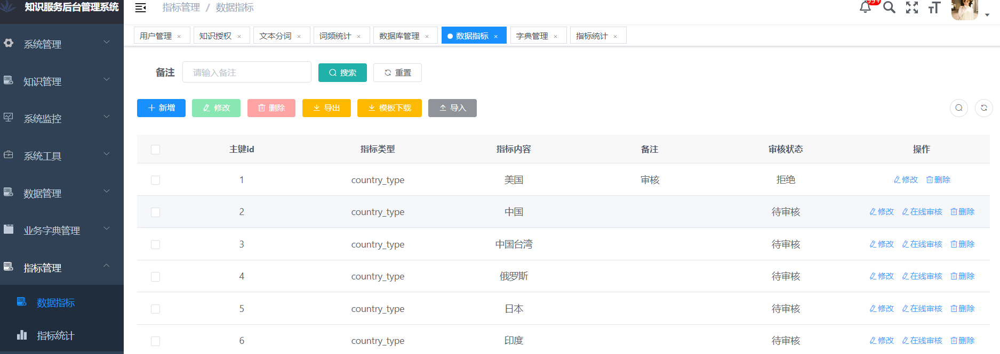 知识服务后台管理系统
指标管理 / 数据指标
99+
用户管理 ×
知识授权 ×
文本分词 ×
词频统计 ×
数据库管理 ×
数据指标 ×
字典管理 ×
指标统计 ×
系统管理
知识管理
系统监控
系统工具
数据管理
业务字典管理
指标管理
数据指标
指标统计
备注 请输入备注 搜索 重置
新增 修改 删除 导出 模板下载 导入
主键id 指标类型 指标内容 备注 审核状态 操作
1 country_type 美国 审核 拒绝 修改 删除
2 country_type 中国 待审核 修改 在线审核 删除
3 country_type 中国台湾 待审核 修改 在线审核 删除
4 country_type 俄罗斯 待审核 修改 在线审核 删除
5 country_type 日本 待审核 修改 在线审核 删除
6 country_type 印度 待审核 修改 在线审核 删除